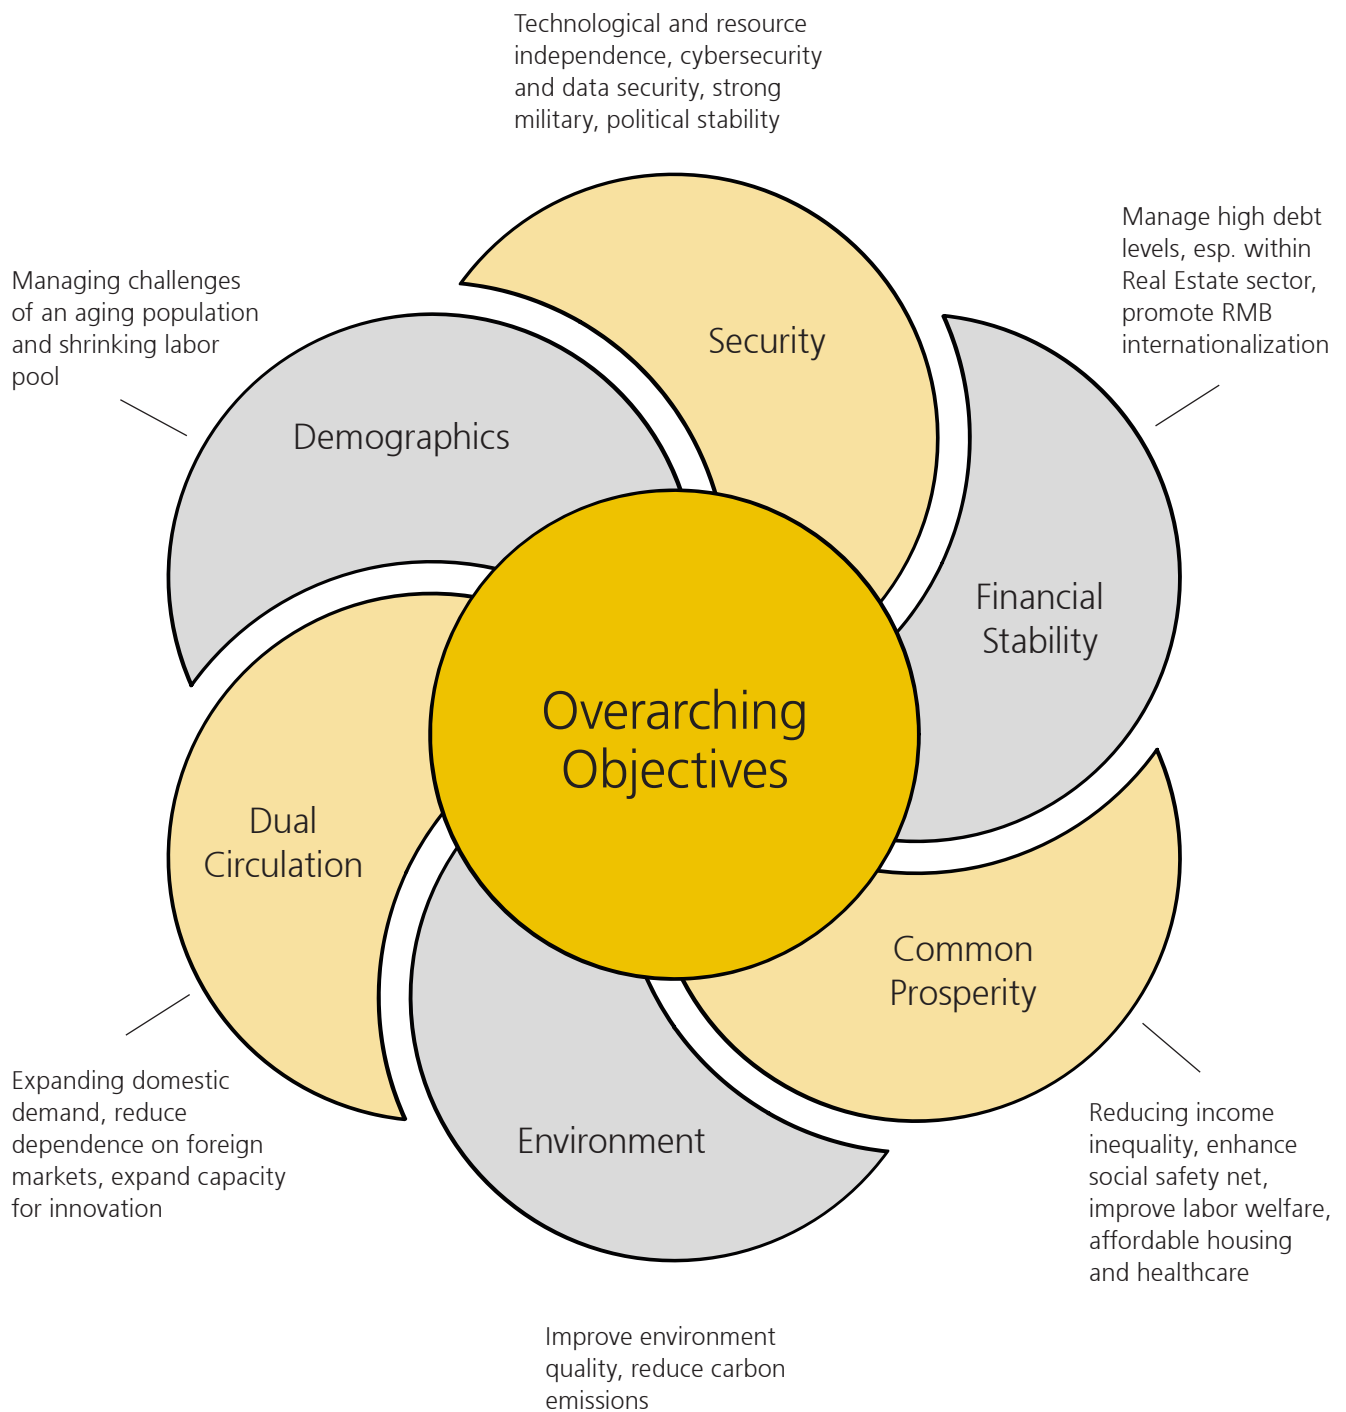 Technological and resource
independence, cybersecurity
and data security, strong
military, political stability
Security
Manage high debt
levels, esp. within
Real Estate sector,
promote RMB
internationalization
Financial
Stability
Common
Prosperity
Reducing income
inequality, enhance
social safety net,
improve labor welfare,
affordable housing
and healthcare
Environment
Improve environment
quality, reduce carbon
emissions
Dual
Circulation
Expanding domestic
demand, reduce
dependence on foreign
markets, expand capacity
for innovation
Demographics
Managing challenges
of an aging population
and shrinking labor
pool
Overarching
Objectives